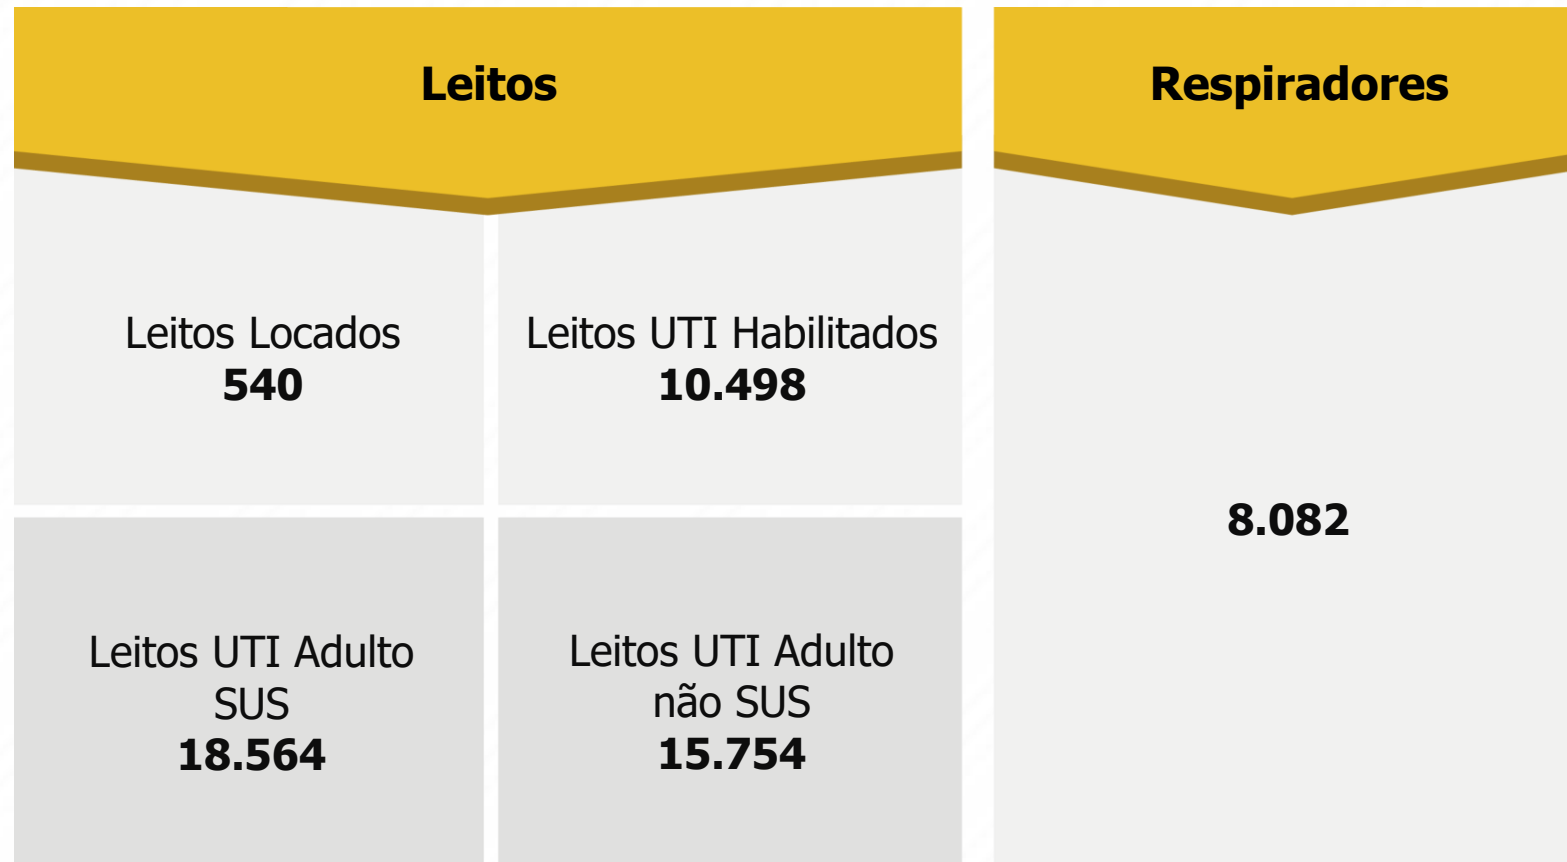 Leitos
Leitos Locados
540
Leitos UTI Habilitados
10.498
Leitos UTI Adulto
SUS
18.564
Leitos UTI Adulto
não SUS
15.754
Respiradores
8.082